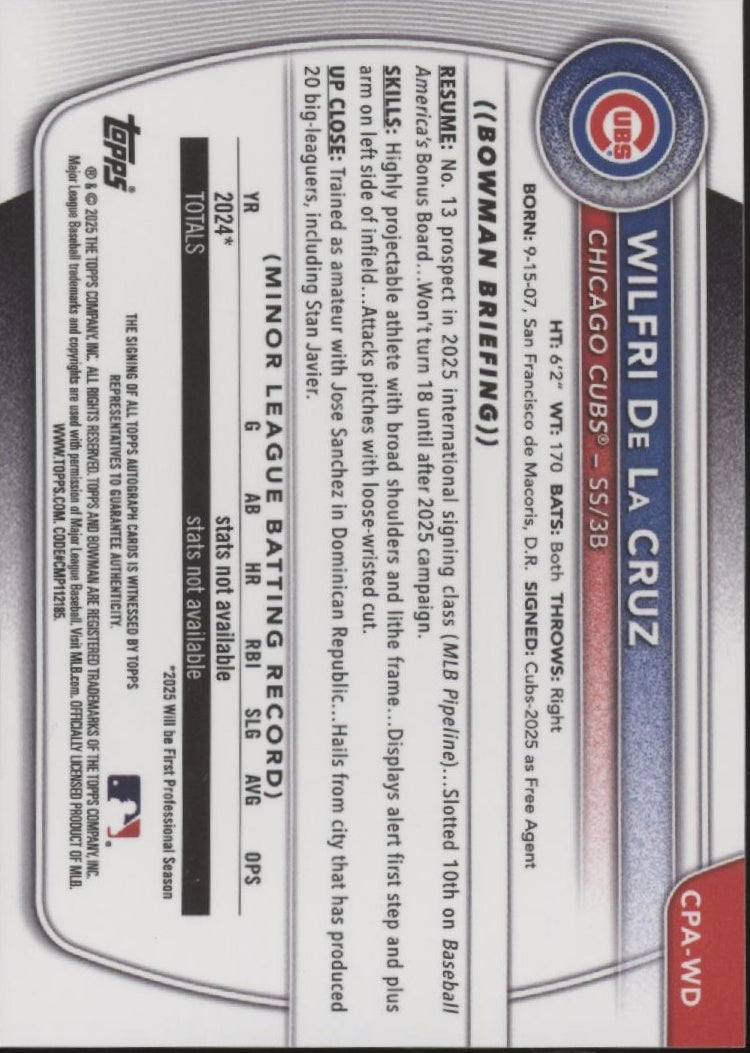 CPA-WD
CUBS
WILFRI DE LA CRUZ
CHICAGO CUBS® – SS/3B
HT: 6'2" WT: 170 BATS: Both THROWS: Right
BORN: 9-15-07, San Francisco de Macoris, D.R. SIGNED: Cubs-2025 as Free Agent
((BOWMAN BRIEFING))
RESUME: No. 13 prospect in 2025 international signing class (MLB Pipeline)...Slotted 10th on Baseball
America's Bonus Board...Won't turn 18 until after 2025 campaign.
SKILLS: Highly projectable athlete with broad shoulders and lithe frame...Displays alert first step and plus
arm on left side of infield...Attacks pitches with loose-wristed cut.
UP CLOSE: Trained as amateur with Jose Sanchez in Dominican Republic...Hails from city that has produced
20 big-leaguers, including Stan Javier.
(MINOR LEAGUE BATTING RECORD)
YR G AB HR RBI SLG AVG OPS
2024* stats not available
TOTALS stats not available
*2025 Will be First Professional Season
THE SIGNING OF ALL TOPPS AUTOGRAPH CARDS IS WITNESSED BY TOPPS
REPRESENTATIVES TO GUARANTEE AUTHENTICITY.
topps®
® & © 2025 THE TOPPS COMPANY, INC. ALL RIGHTS RESERVED. TOPPS AND BOWMAN ARE REGISTERED TRADEMARKS OF THE TOPPS COMPANY, INC.
Major League Baseball trademarks and copyrights are used with permission of Major League Baseball. Visit MLB.com. OFFICIALLY LICENSED PRODUCT OF MLB.
WWW.TOPPS.COM. CODE#CMP112185.